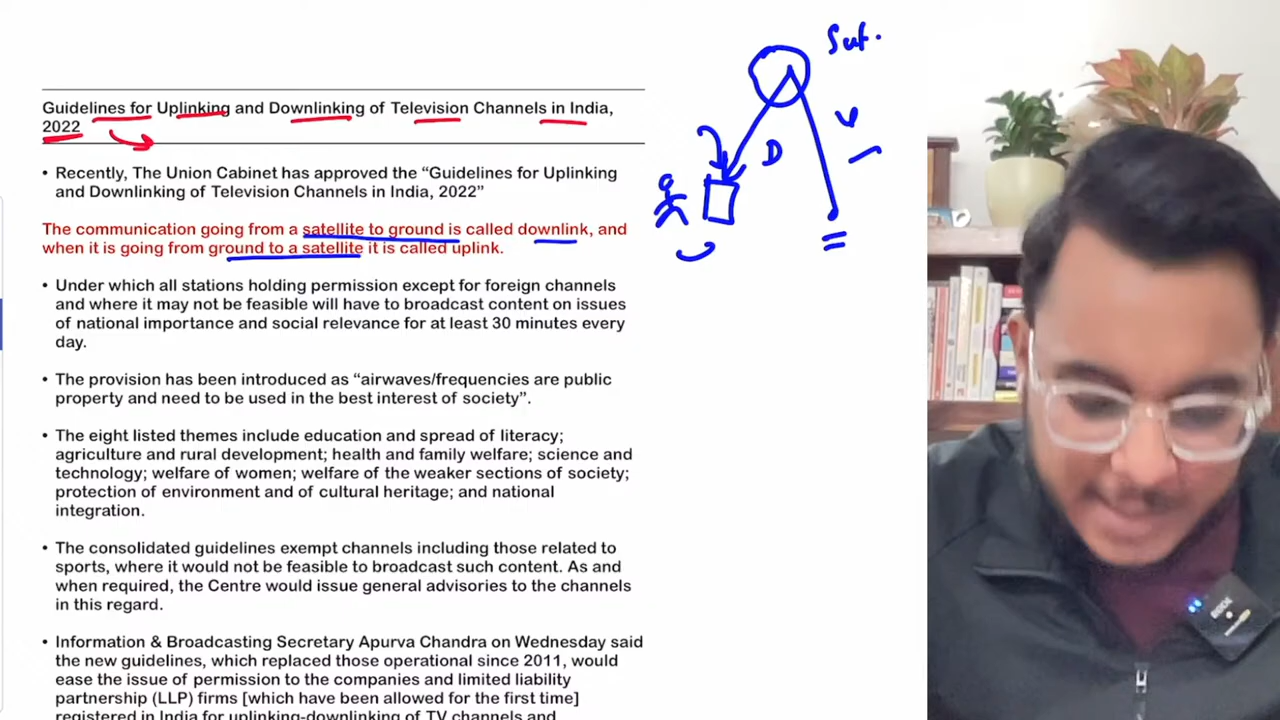 Guidelines for Uplinking and Downlinking of Television Channels in India,
2022
• Recently, The Union Cabinet has approved the “Guidelines for Uplinking
and Downlinking of Television Channels in India, 2022”
The communication going from a satellite to ground is called downlink, and
when it is going from ground to a satellite it is called uplink.
• Under which all stations holding permission except for foreign channels
and where it may not be feasible will have to broadcast content on issues
of national importance and social relevance for at least 30 minutes every
day.
• The provision has been introduced as “airwaves/frequencies are public
property and need to be used in the best interest of society”.
• The eight listed themes include education and spread of literacy;
agriculture and rural development; health and family welfare; science and
technology; welfare of women; welfare of the weaker sections of society;
protection of environment and of cultural heritage; and national
integration.
• The consolidated guidelines exempt channels including those related to
sports, where it would not be feasible to broadcast such content. As and
when required, the Centre would issue general advisories to the channels
in this regard.
• Information & Broadcasting Secretary Apurva Chandra on Wednesday said
the new guidelines, which replaced those operational since 2011, would
ease the issue of permission to the companies and limited liability
partnership (LLP) firms [which have been allowed for the first time]
registered in India for uplinking-downlinking of TV channels and
Sat.
U
D